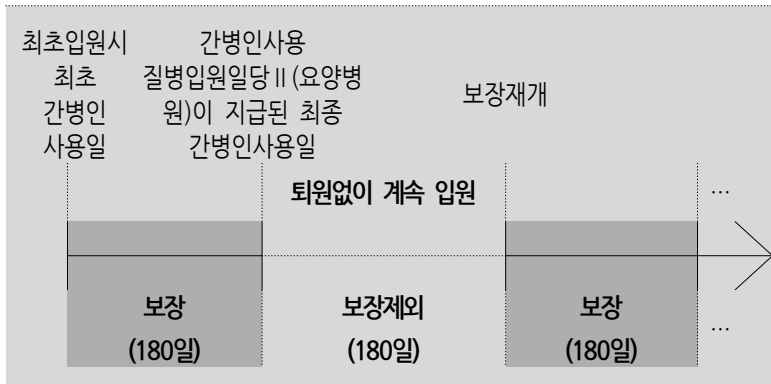 최초입원시
최초
간병인
사용일
간병인사용
질병입원일당Ⅱ(요양병
원)이 지급된 최종
간병인사용일
보장재개
퇴원없이 계속 입원
…
보장
(180일)
보장제외
(180일)
보장
(180일)
…